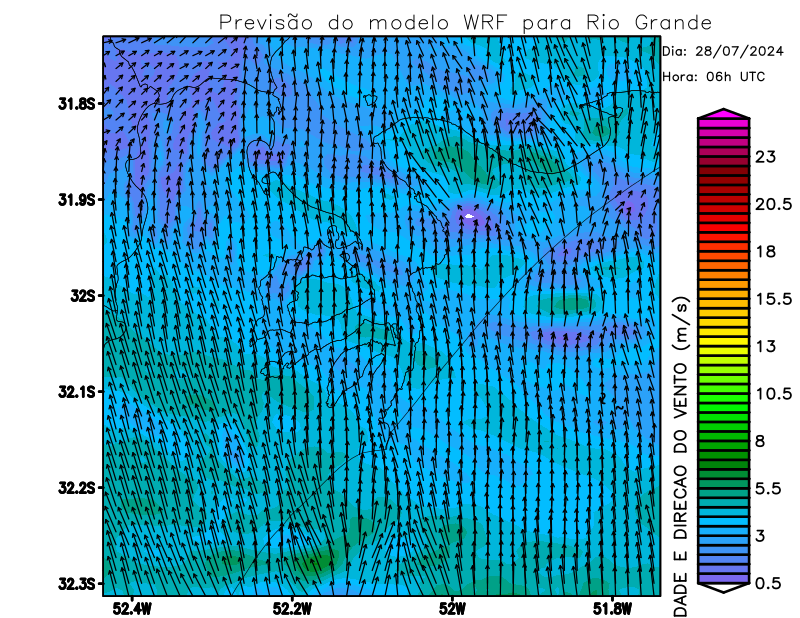 Previsão do modelo WRF para Rio Grande
Dia: 28/07/2024
Hora: 06h UTC
31.8S
31.9S
32S
32.1S
32.2S
32.3S
52.4W
52.2W
52W
51.8W
23
20.5
18
15.5
13
10.5
8
5.5
3
0.5
DADE E DIRECAO DO VENTO (m/s)